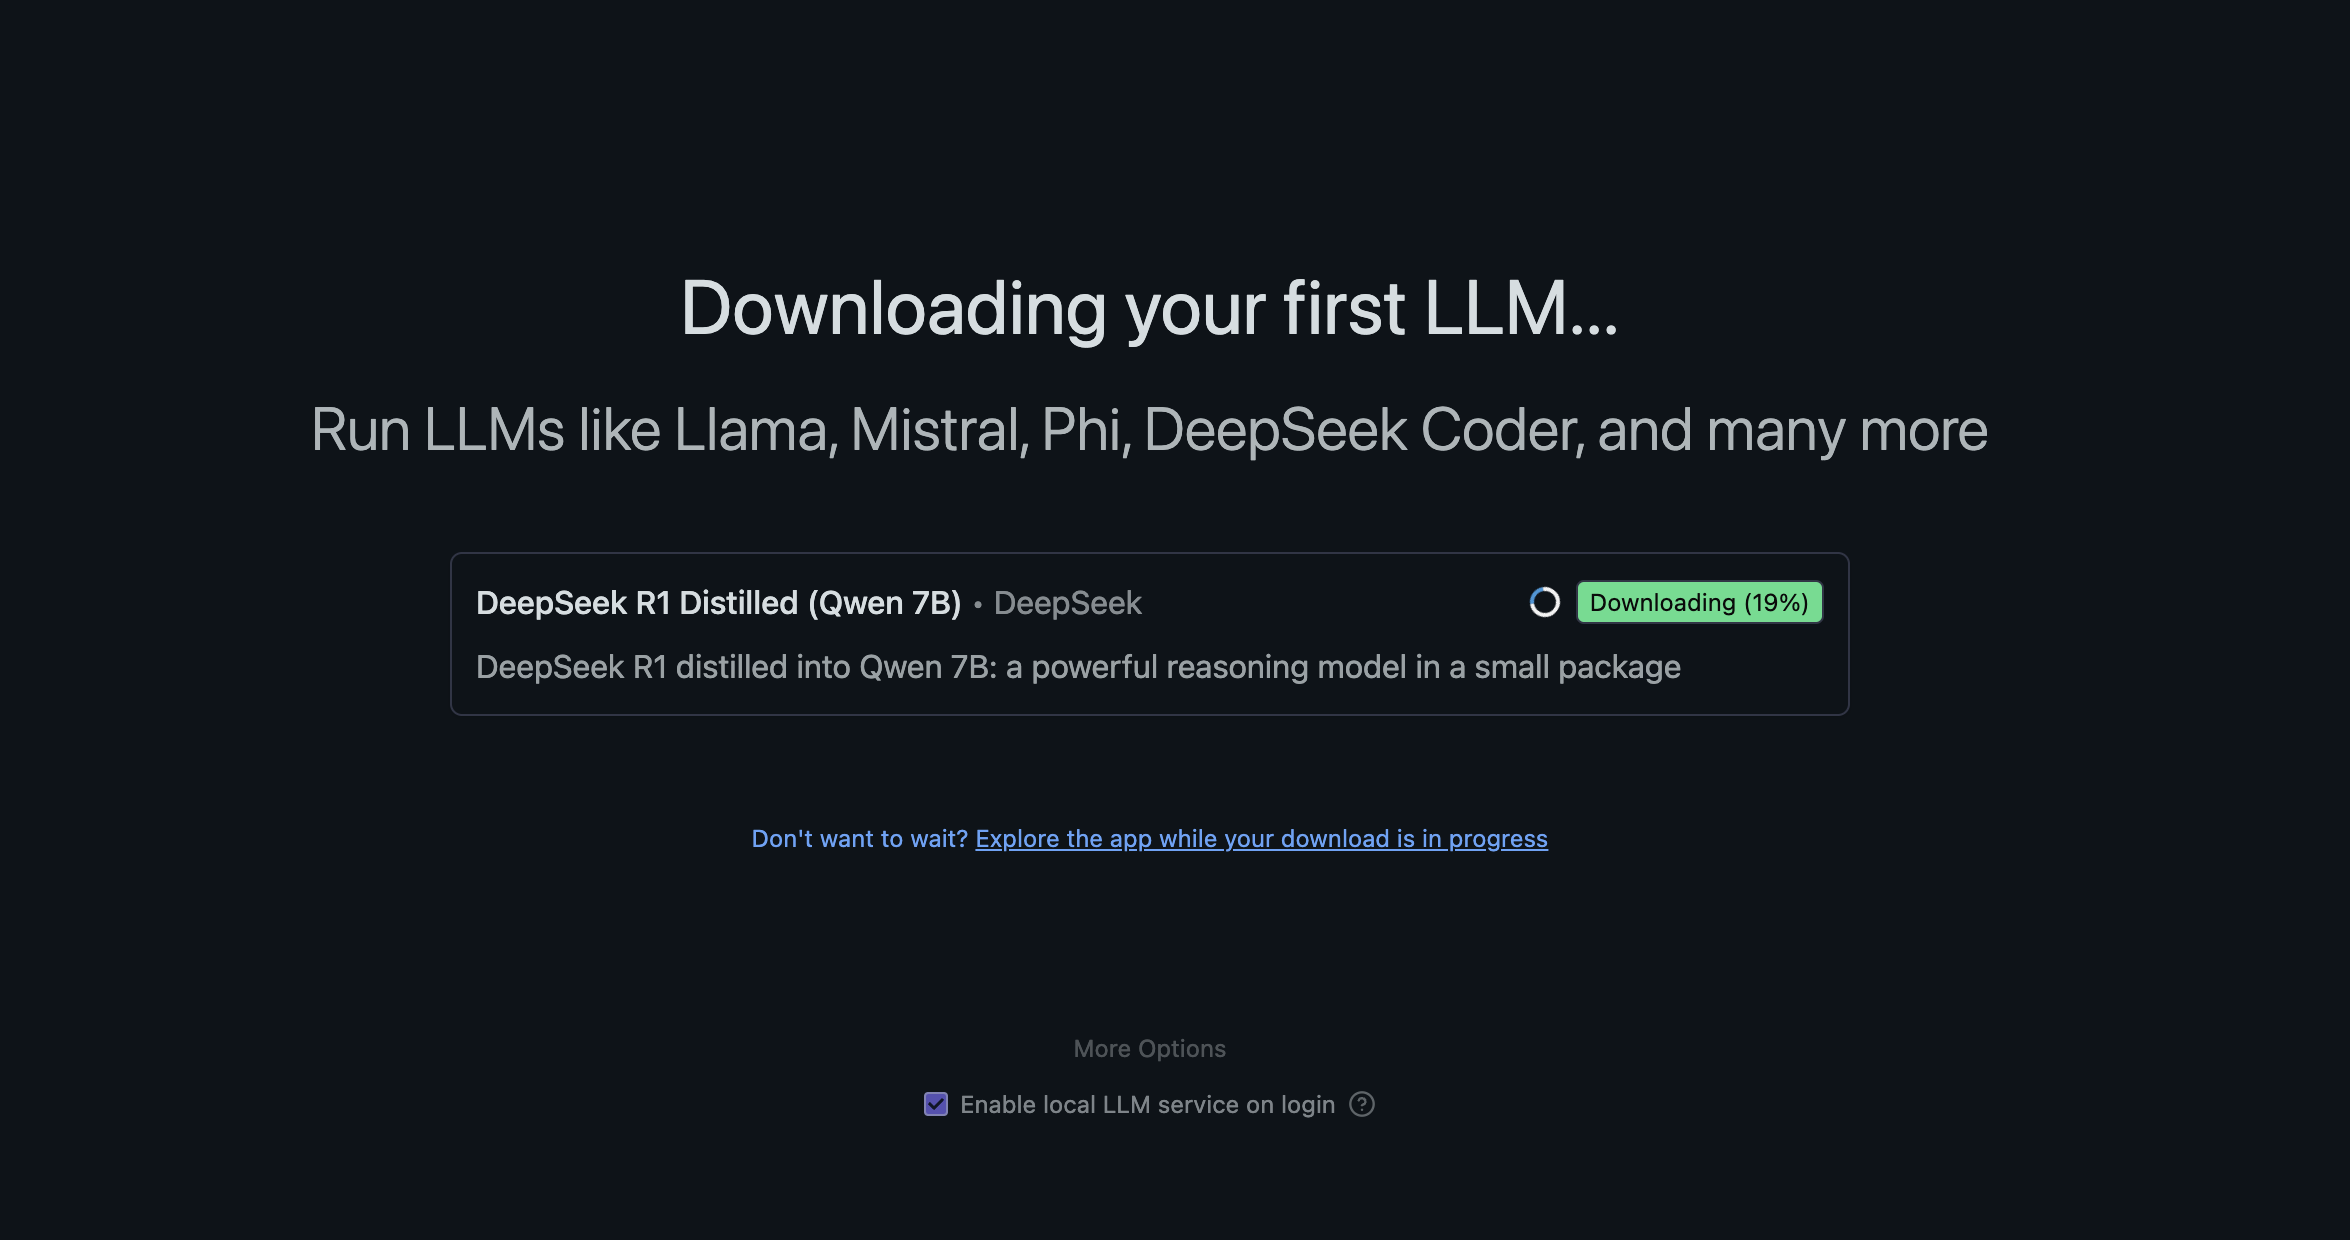 Downloading your first LLM...
Run LLMs like Llama, Mistral, Phi, DeepSeek Coder, and many more
DeepSeek R1 Distilled (Qwen 7B) • DeepSeek
Downloading (19%)
DeepSeek R1 distilled into Qwen 7B: a powerful reasoning model in a small package
Don't want to wait? Explore the app while your download is in progress
More Options
Enable local LLM service on login ?